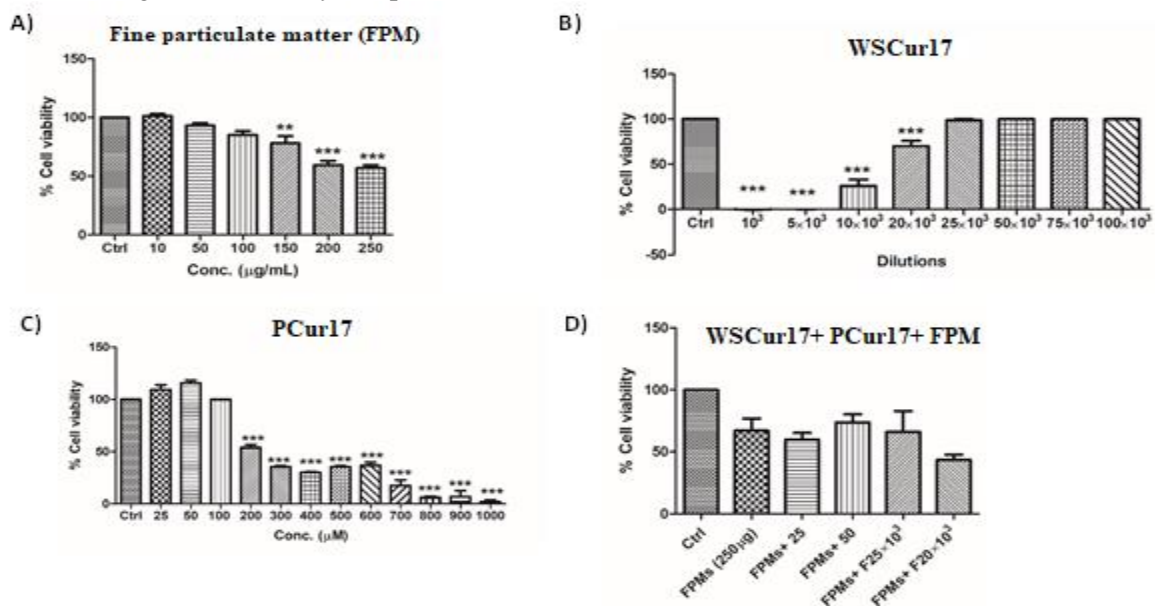 A)
Fine particulate matter (FPM)
150
100
50
0
% Cell viability
**
***
***
Ctrl 10 50 100 150 200 250
Conc. (μg/mL)
B)
WSCur17
150
100
50
0
-50
% Cell viability
***
***
***
***
Ctrl 10³ 5×10³ 10×10³ 20×10³ 25×10³ 50×10³ 75×10³ 100×10³
Dilutions
C)
PCur17
150
100
50
0
% Cell viability
***
***
***
***
***
***
***
***
***
Ctrl 25 50 100 200 300 400 500 600 700 800 900 1000
Conc. (μM)
D)
WSCur17+ PCur17+ FPM
150
100
50
0
% Cell viability
Ctrl
FPMs (250μg)
FPMs+ 25
FPMs+ 50
FPMs+ F25×10³
FPMs+ F20×10³